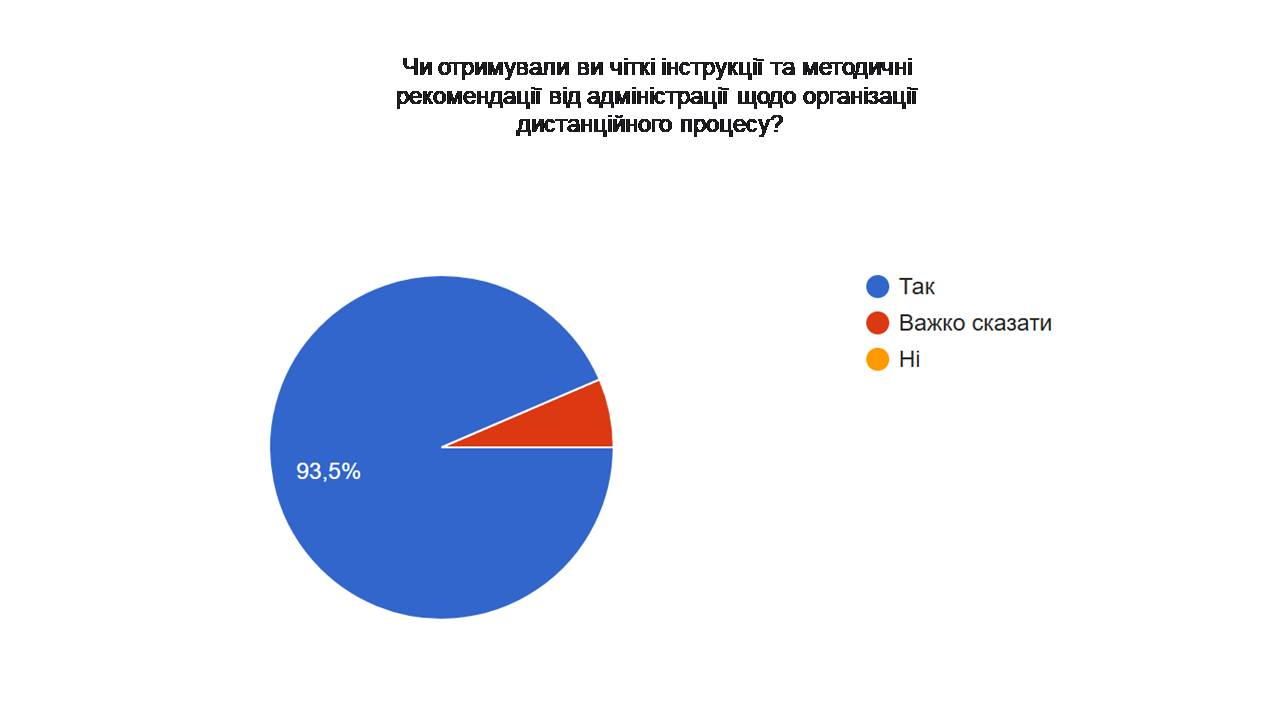 Чи отримували ви чіткі інструкції та методичні
рекомендації від адміністрації щодо організації
дистанційного процесу?
Так
Важко сказати
Ні
93,5%